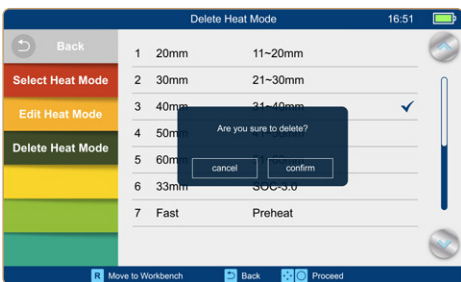 Delete Heat Mode 16:51
Back
Select Heat Mode
Edit Heat Mode
Delete Heat Mode
1 20mm 11~20mm
2 30mm 21~30mm
3 40mm 31~40mm
4 50mm
5 60mm
6 33mm SOC-3.0
7 Fast Preheat
Are you sure to delete?
cancel confirm
R Move to Workbench Back Proceed